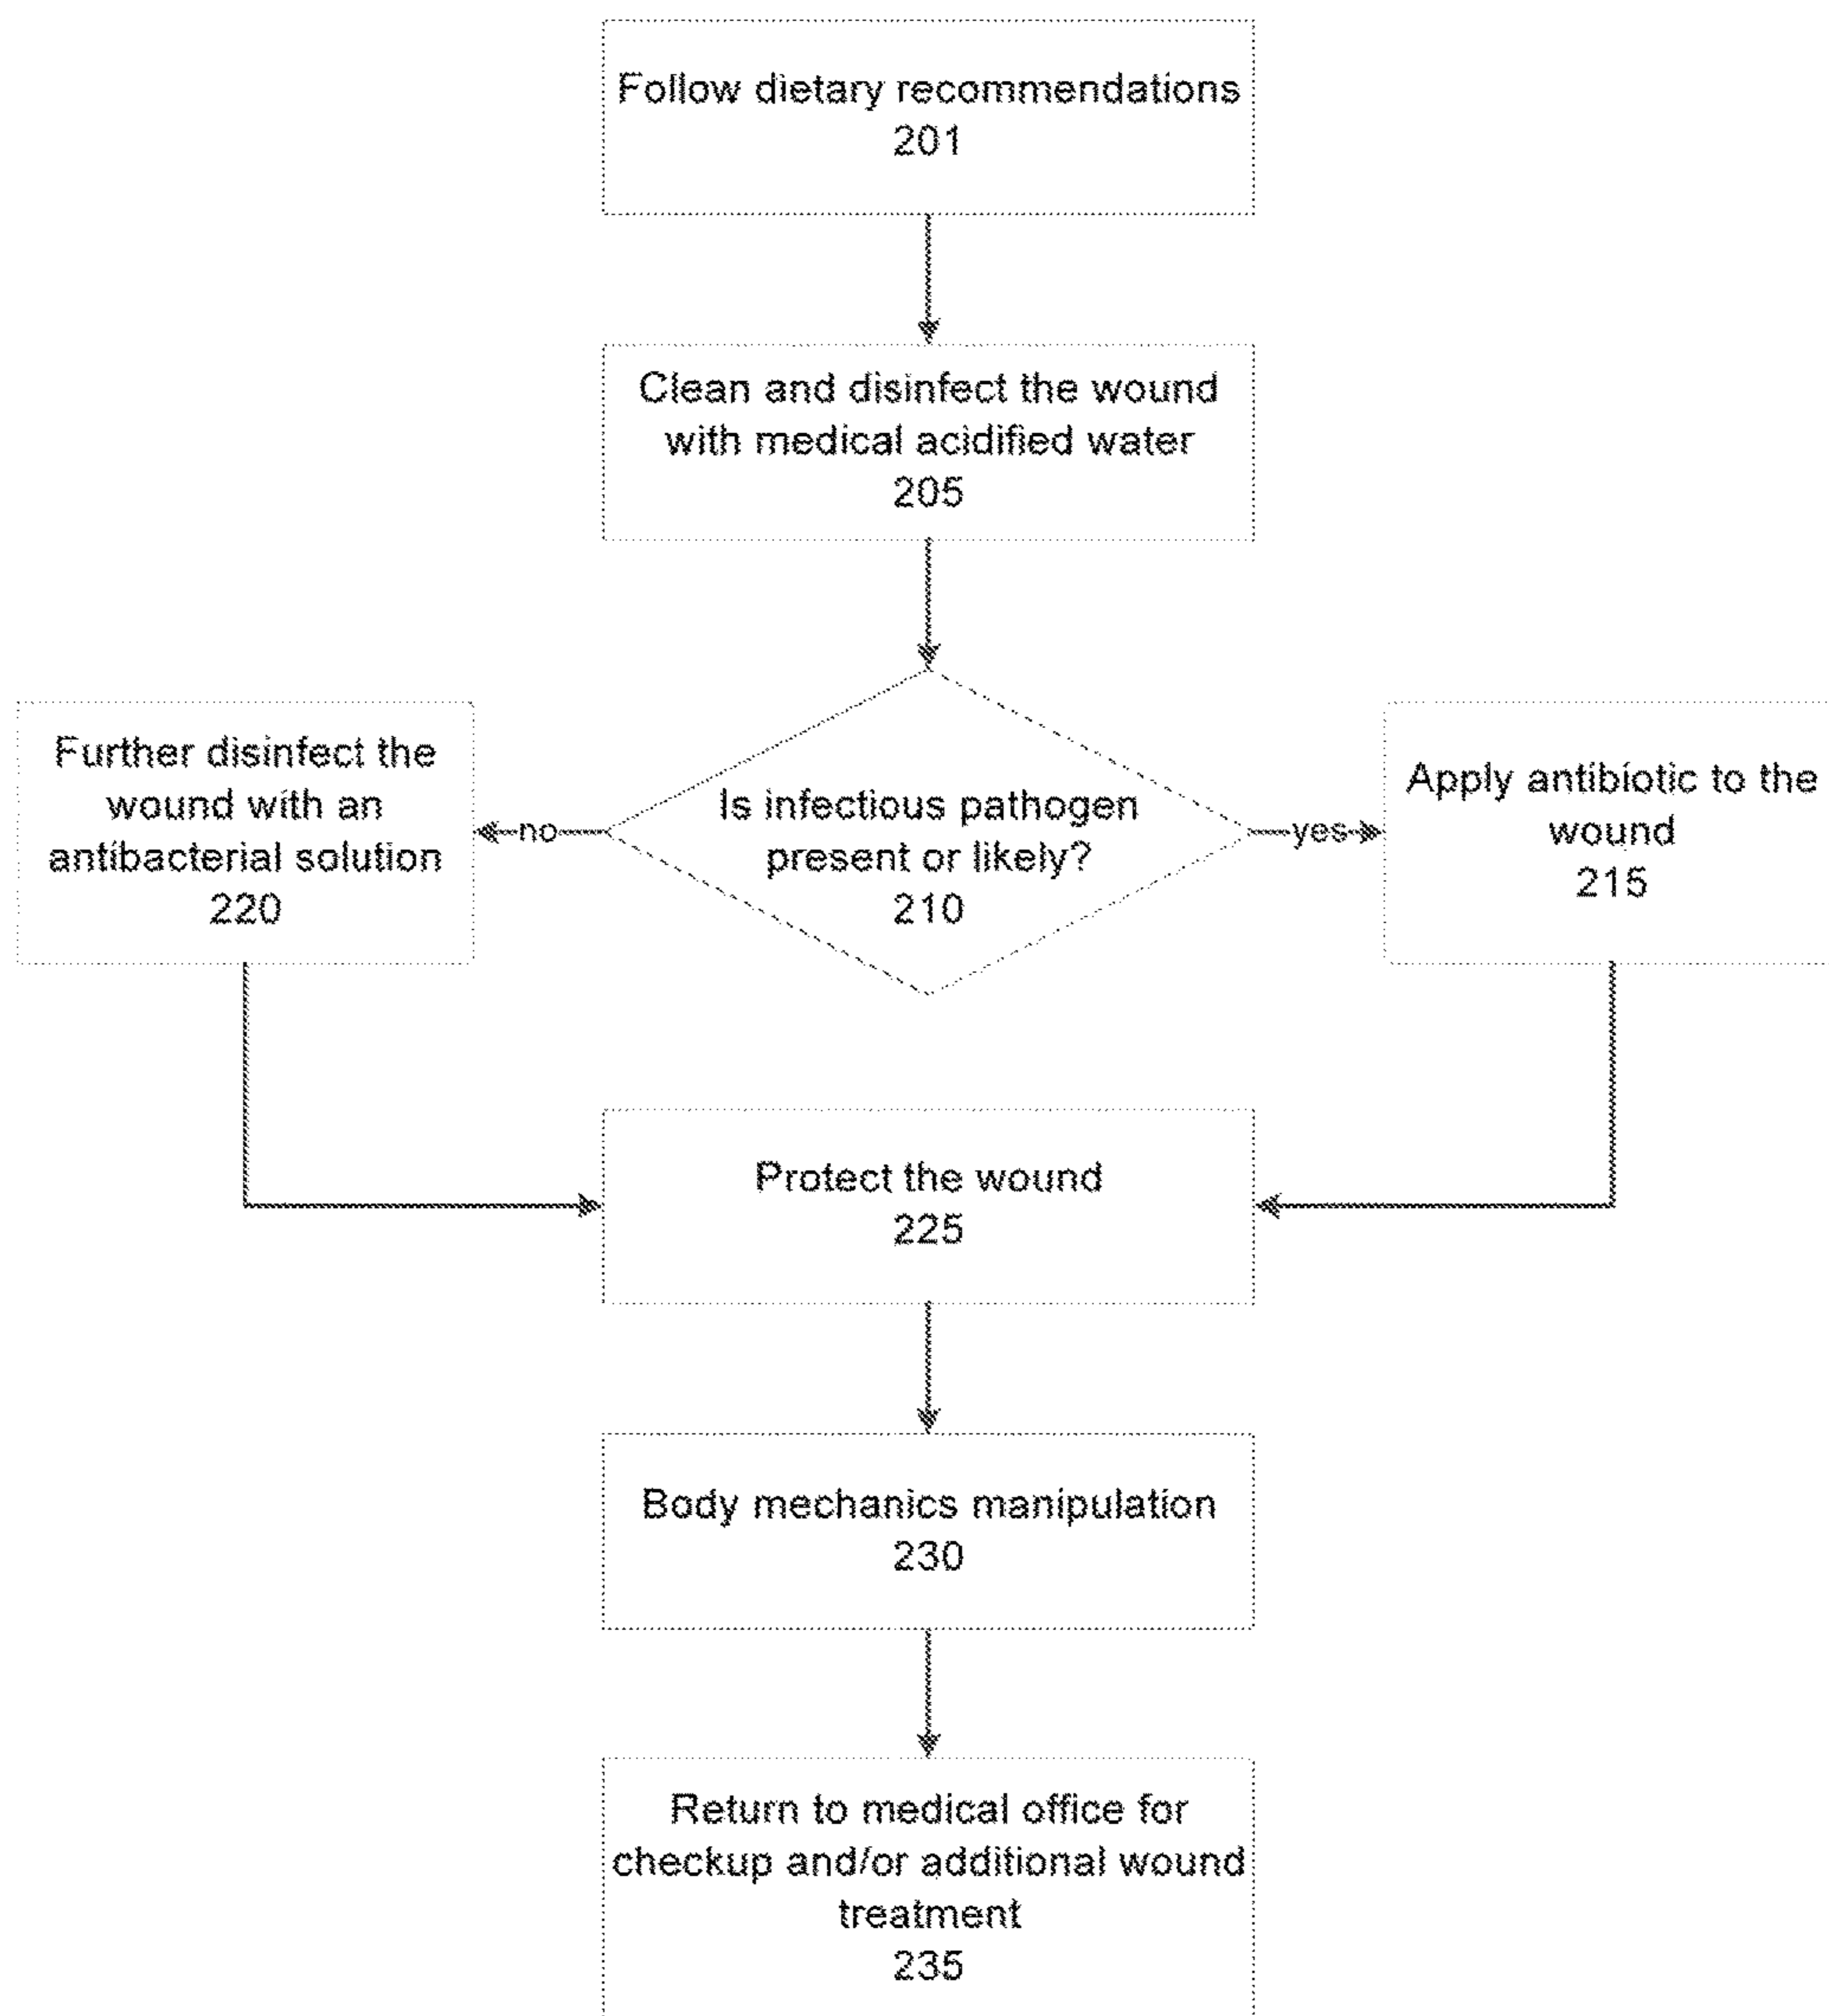 Follow dietary recommendations
201
Clean and disinfect the wound
with medical acidified water
205
Further disinfect the
wound with an
antibacterial solution
220
no
Is infectious pathogen
present or likely?
210
yes
Apply antibiotic to the
wound
215
Protect the wound
225
Body mechanics manipulation
230
Return to medical office for
checkup and/or additional wound
treatment
235